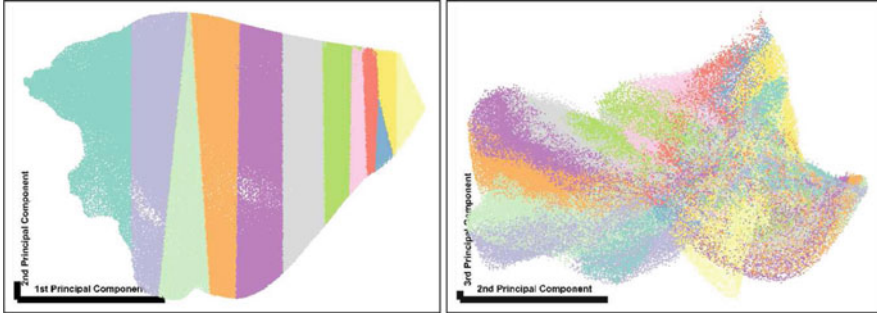 2nd Principal Component
1st Principal Component
3rd Principal Component
2nd Principal Component